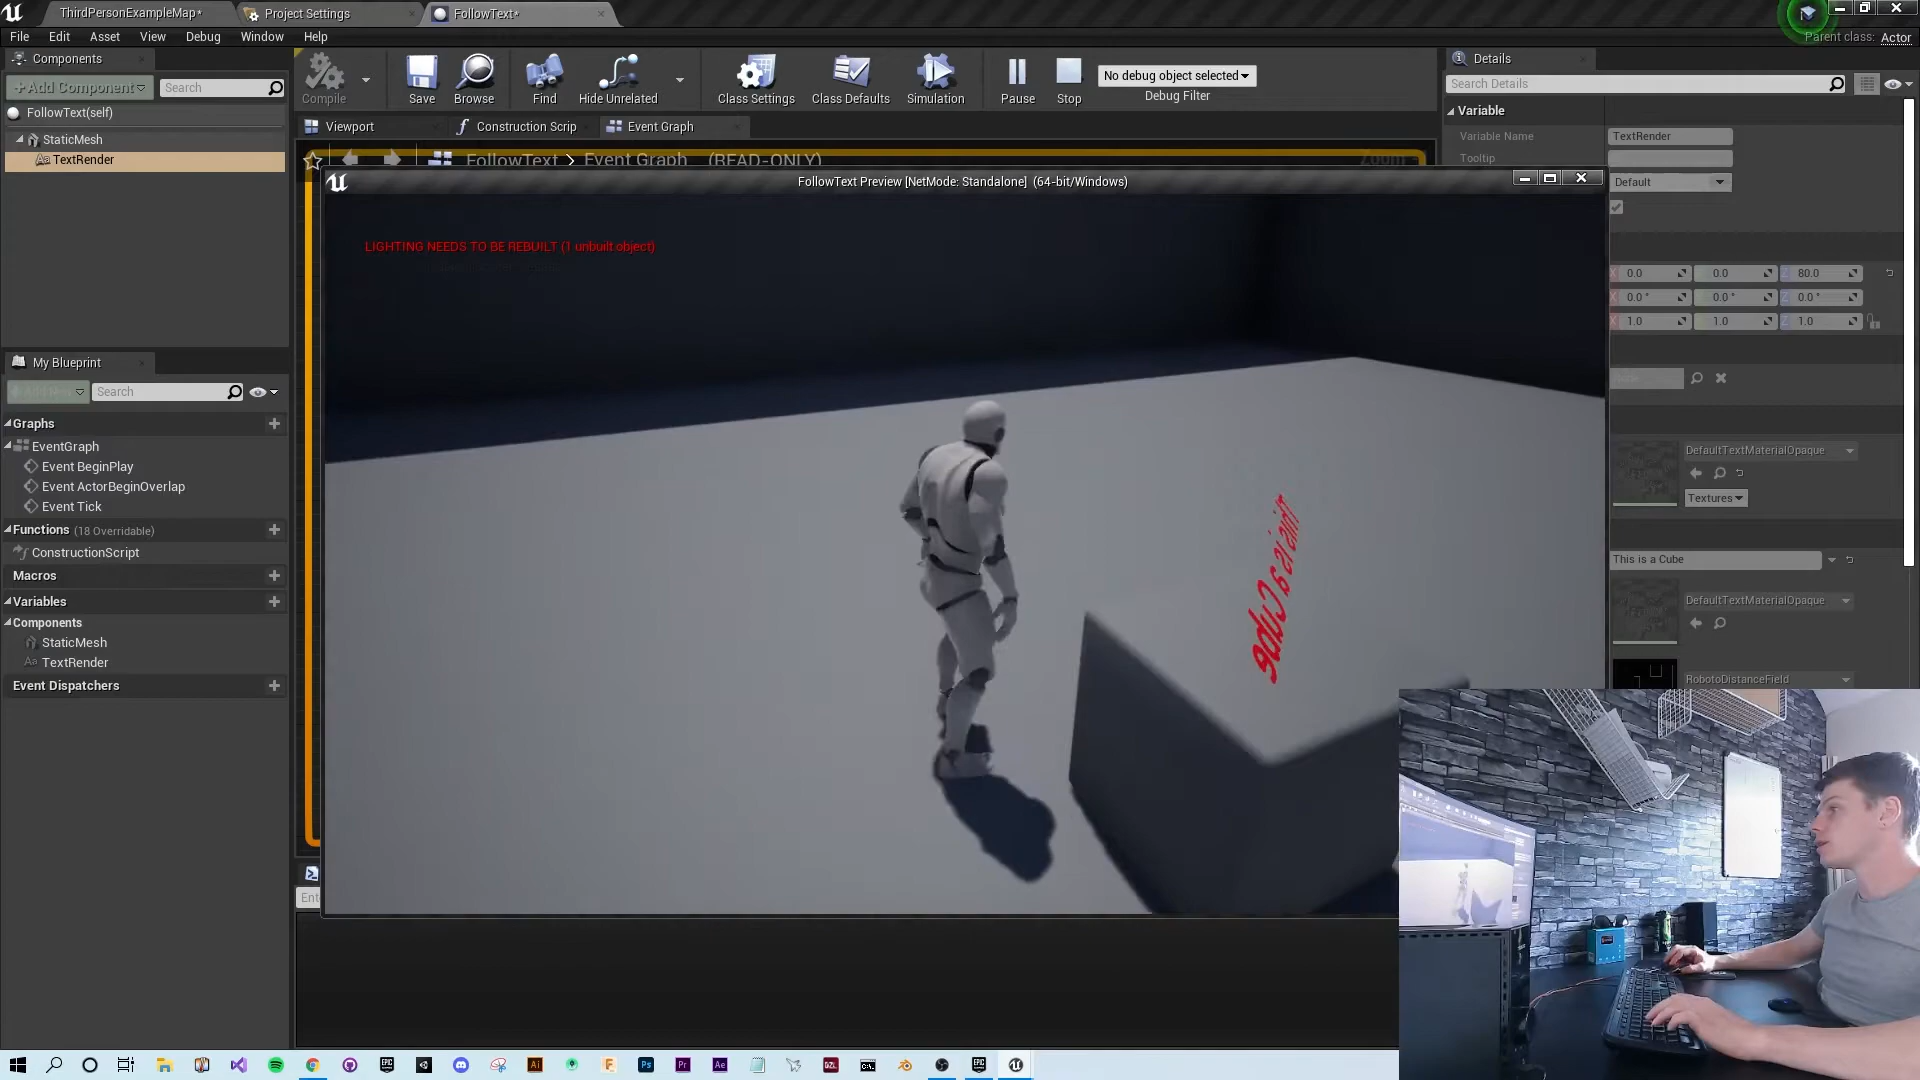 ThirdPersonExampleMap*
Project Settings
FollowText*
File Edit Asset View Debug Window Help
Parent class: Actor
Components
+Add Component
Search
FollowText(self)
StaticMesh
TextRender
Compile
Save
Browse
Find
Hide Unrelated
Class Settings
Class Defaults
Simulation
Pause
Stop
No debug object selected
Debug Filter
Viewport
Construction Scrip
Event Graph
FollowText > Event Graph (READ-ONLY)
FollowText Preview [NetMode: Standalone] (64-bit/Windows)
LIGHTING NEEDS TO BE REBUILT (1 unbuilt object)
This is a Cube
My Blueprint
Search
Graphs
EventGraph
Event BeginPlay
Event ActorBeginOverlap
Event Tick
Functions (18 Overridable)
ConstructionScript
Macros
Variables
Components
StaticMesh
TextRender
Event Dispatchers
Details
Search Details
Variable
Variable Name
TextRender
Tooltip
Default
X 0.0 0.0 Z 80.0
X 0.0° 0.0° Z 0.0°
X 1.0 1.0 Z 1.0
DefaultTextMaterialOpaque
Textures
This is a Cube
DefaultTextMaterialOpaque
RobotoDistanceField